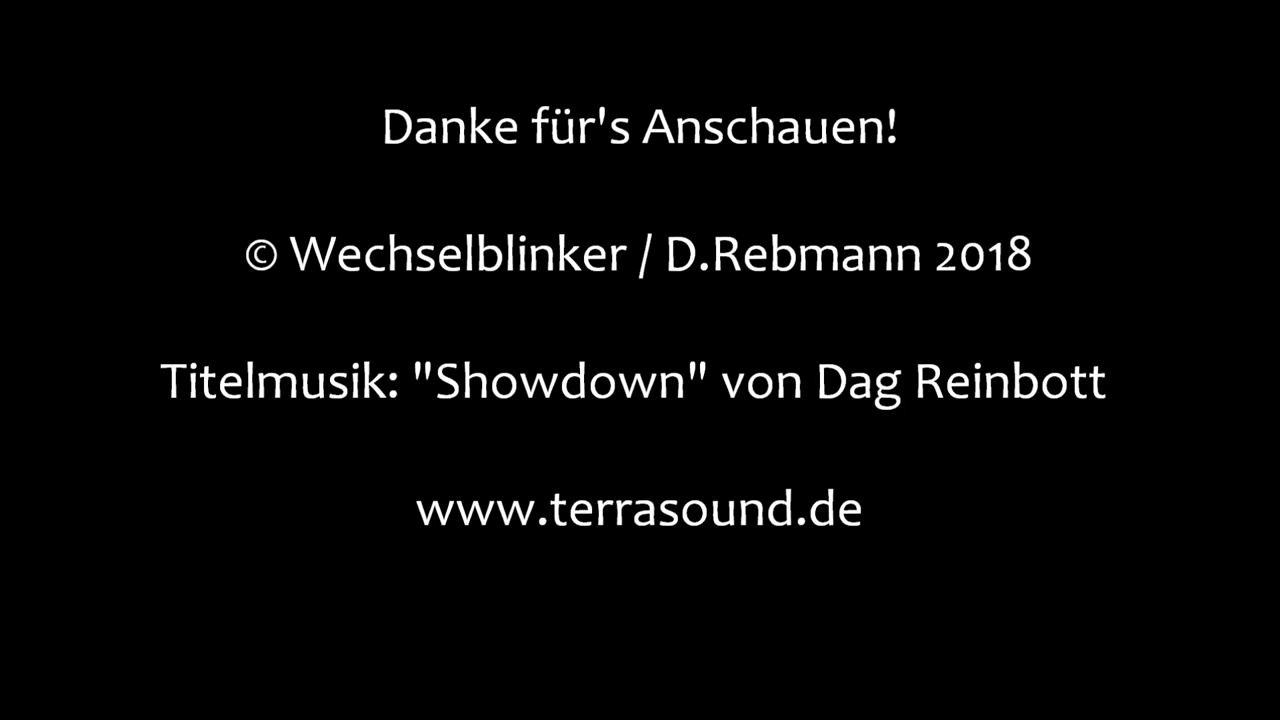 Danke für's Anschauen!
© Wechselblinker / D.Rebmann 2018
Titelmusik: "Showdown" von Dag Reinbott
www.terrasound.de